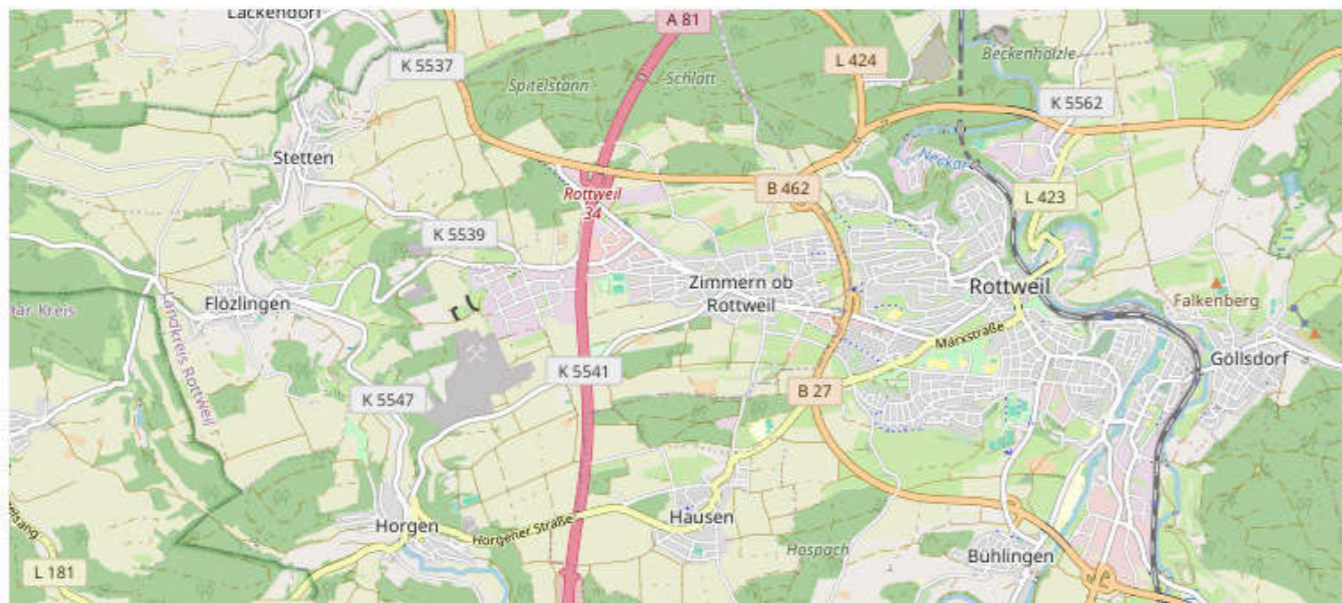 Lackendorf
A 81
K 5537
L 424
Beckenhölzle
Spitelstann
Schlatt
K 5562
Stetten
Neckar
B 462
Rottweil
34
L 423
K 5539
Zimmern ob
Rottweil
Rottweil
Flözlingen
Falkenberg
Landkreis Rottweil
Marxstraße
Göllsdorf
K 5541
K 5547
B 27
Horgen
Horgener Straße
Hausen
Hospach
Bühlingen
L 181